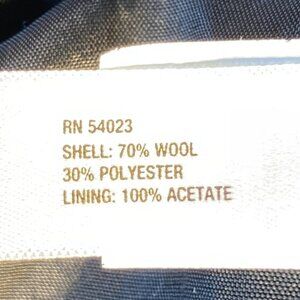 RN 54023
SHELL: 70% WOOL
30% POLYESTER
LINING: 100% ACETATE